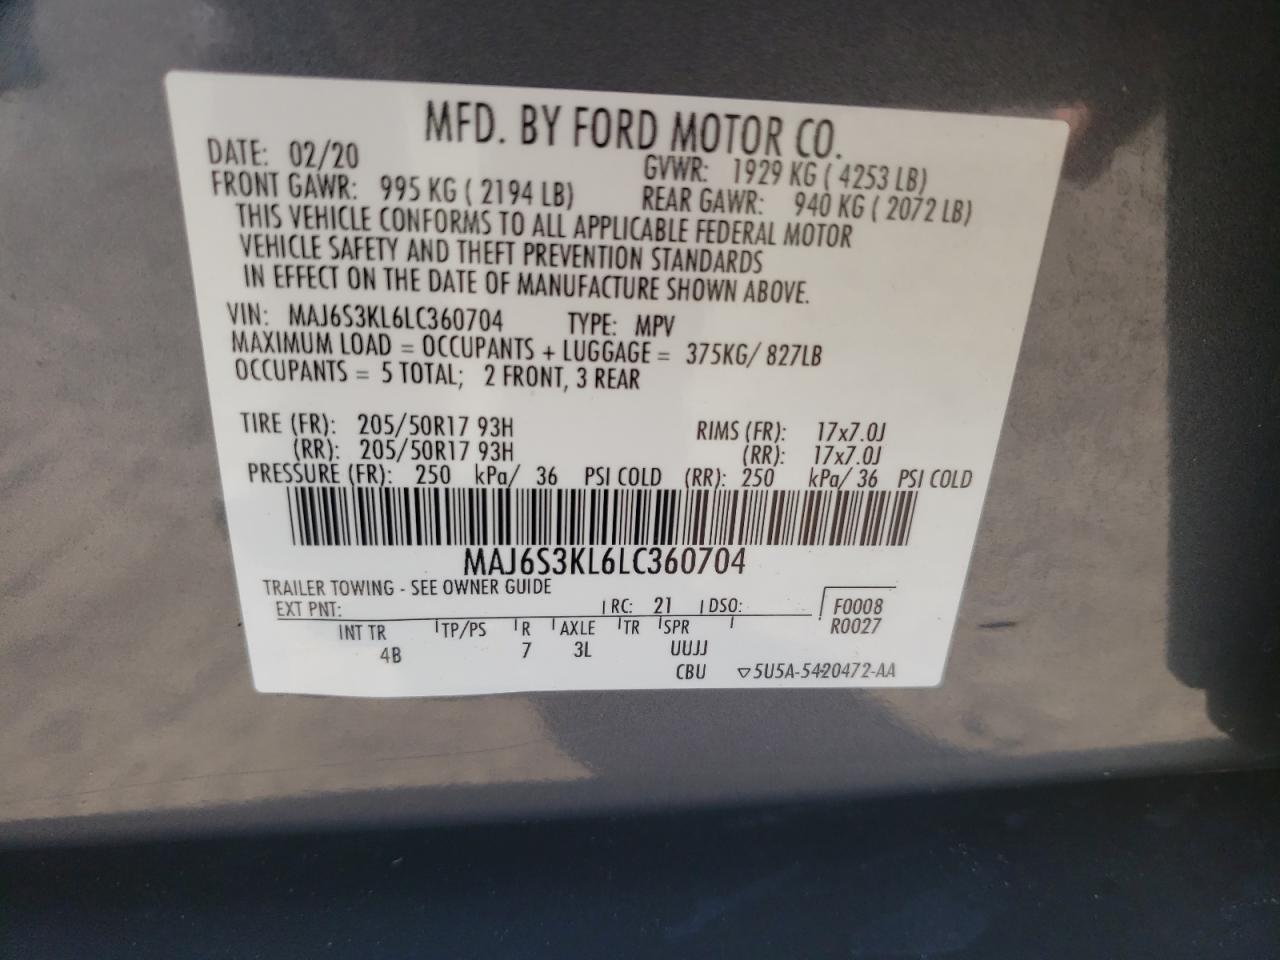 MFD. BY FORD MOTOR CO.
DATE: 02/20 GVWR: 1929 KG ( 4253 LB)
FRONT GAWR: 995 KG ( 2194 LB) REAR GAWR: 940 KG ( 2072 LB)
THIS VEHICLE CONFORMS TO ALL APPLICABLE FEDERAL MOTOR
VEHICLE SAFETY AND THEFT PREVENTION STANDARDS
IN EFFECT ON THE DATE OF MANUFACTURE SHOWN ABOVE.
VIN: MAJ6S3KL6LC360704 TYPE: MPV
MAXIMUM LOAD = OCCUPANTS + LUGGAGE = 375KG/ 827LB
OCCUPANTS = 5 TOTAL; 2 FRONT, 3 REAR
TIRE (FR): 205/50R17 93H RIMS (FR): 17x7.0J
(RR): 205/50R17 93H (RR): 17x7.0J
PRESSURE (FR): 250 kPa/ 36 PSI COLD (RR): 250 kPa/ 36 PSI COLD
MAJ6S3KL6LC360704
TRAILER TOWING - SEE OWNER GUIDE
EXT PNT: RC: 21 DSO: F0008
R0027
INT TR TP/PS R AXLE TR SPR
4B 7 3L UUJJ
CBU ▽5U5A-5420472-AA